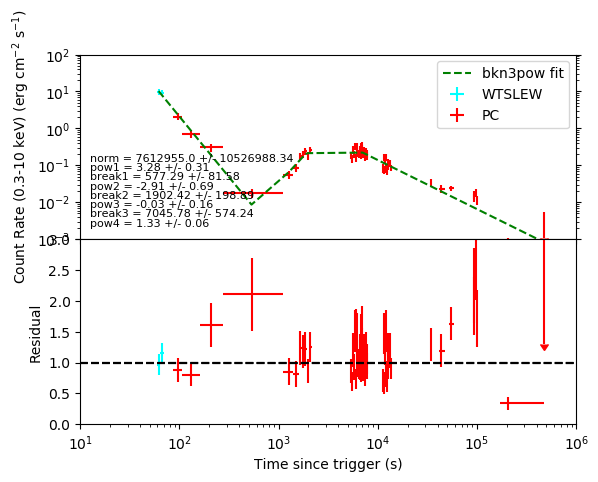 Count Rate (0.3-10 keV) (erg cm⁻² s⁻¹)
10²
10¹
10⁰
10⁻¹
10⁻²
10⁻³
bkn3pow fit
WTSLEW
PC
norm = 7612955.0 +/- 10526988.34
pow1 = 3.28 +/- 0.31
break1 = 577.29 +/- 81.58
pow2 = -2.91 +/- 0.69
break2 = 1902.42 +/- 198.89
pow3 = -0.03 +/- 0.16
break3 = 7045.78 +/- 574.24
pow4 = 1.33 +/- 0.06
Residual
3.0
2.5
2.0
1.5
1.0
0.5
0.0
10¹ 10² 10³ 10⁴ 10⁵ 10⁶
Time since trigger (s)